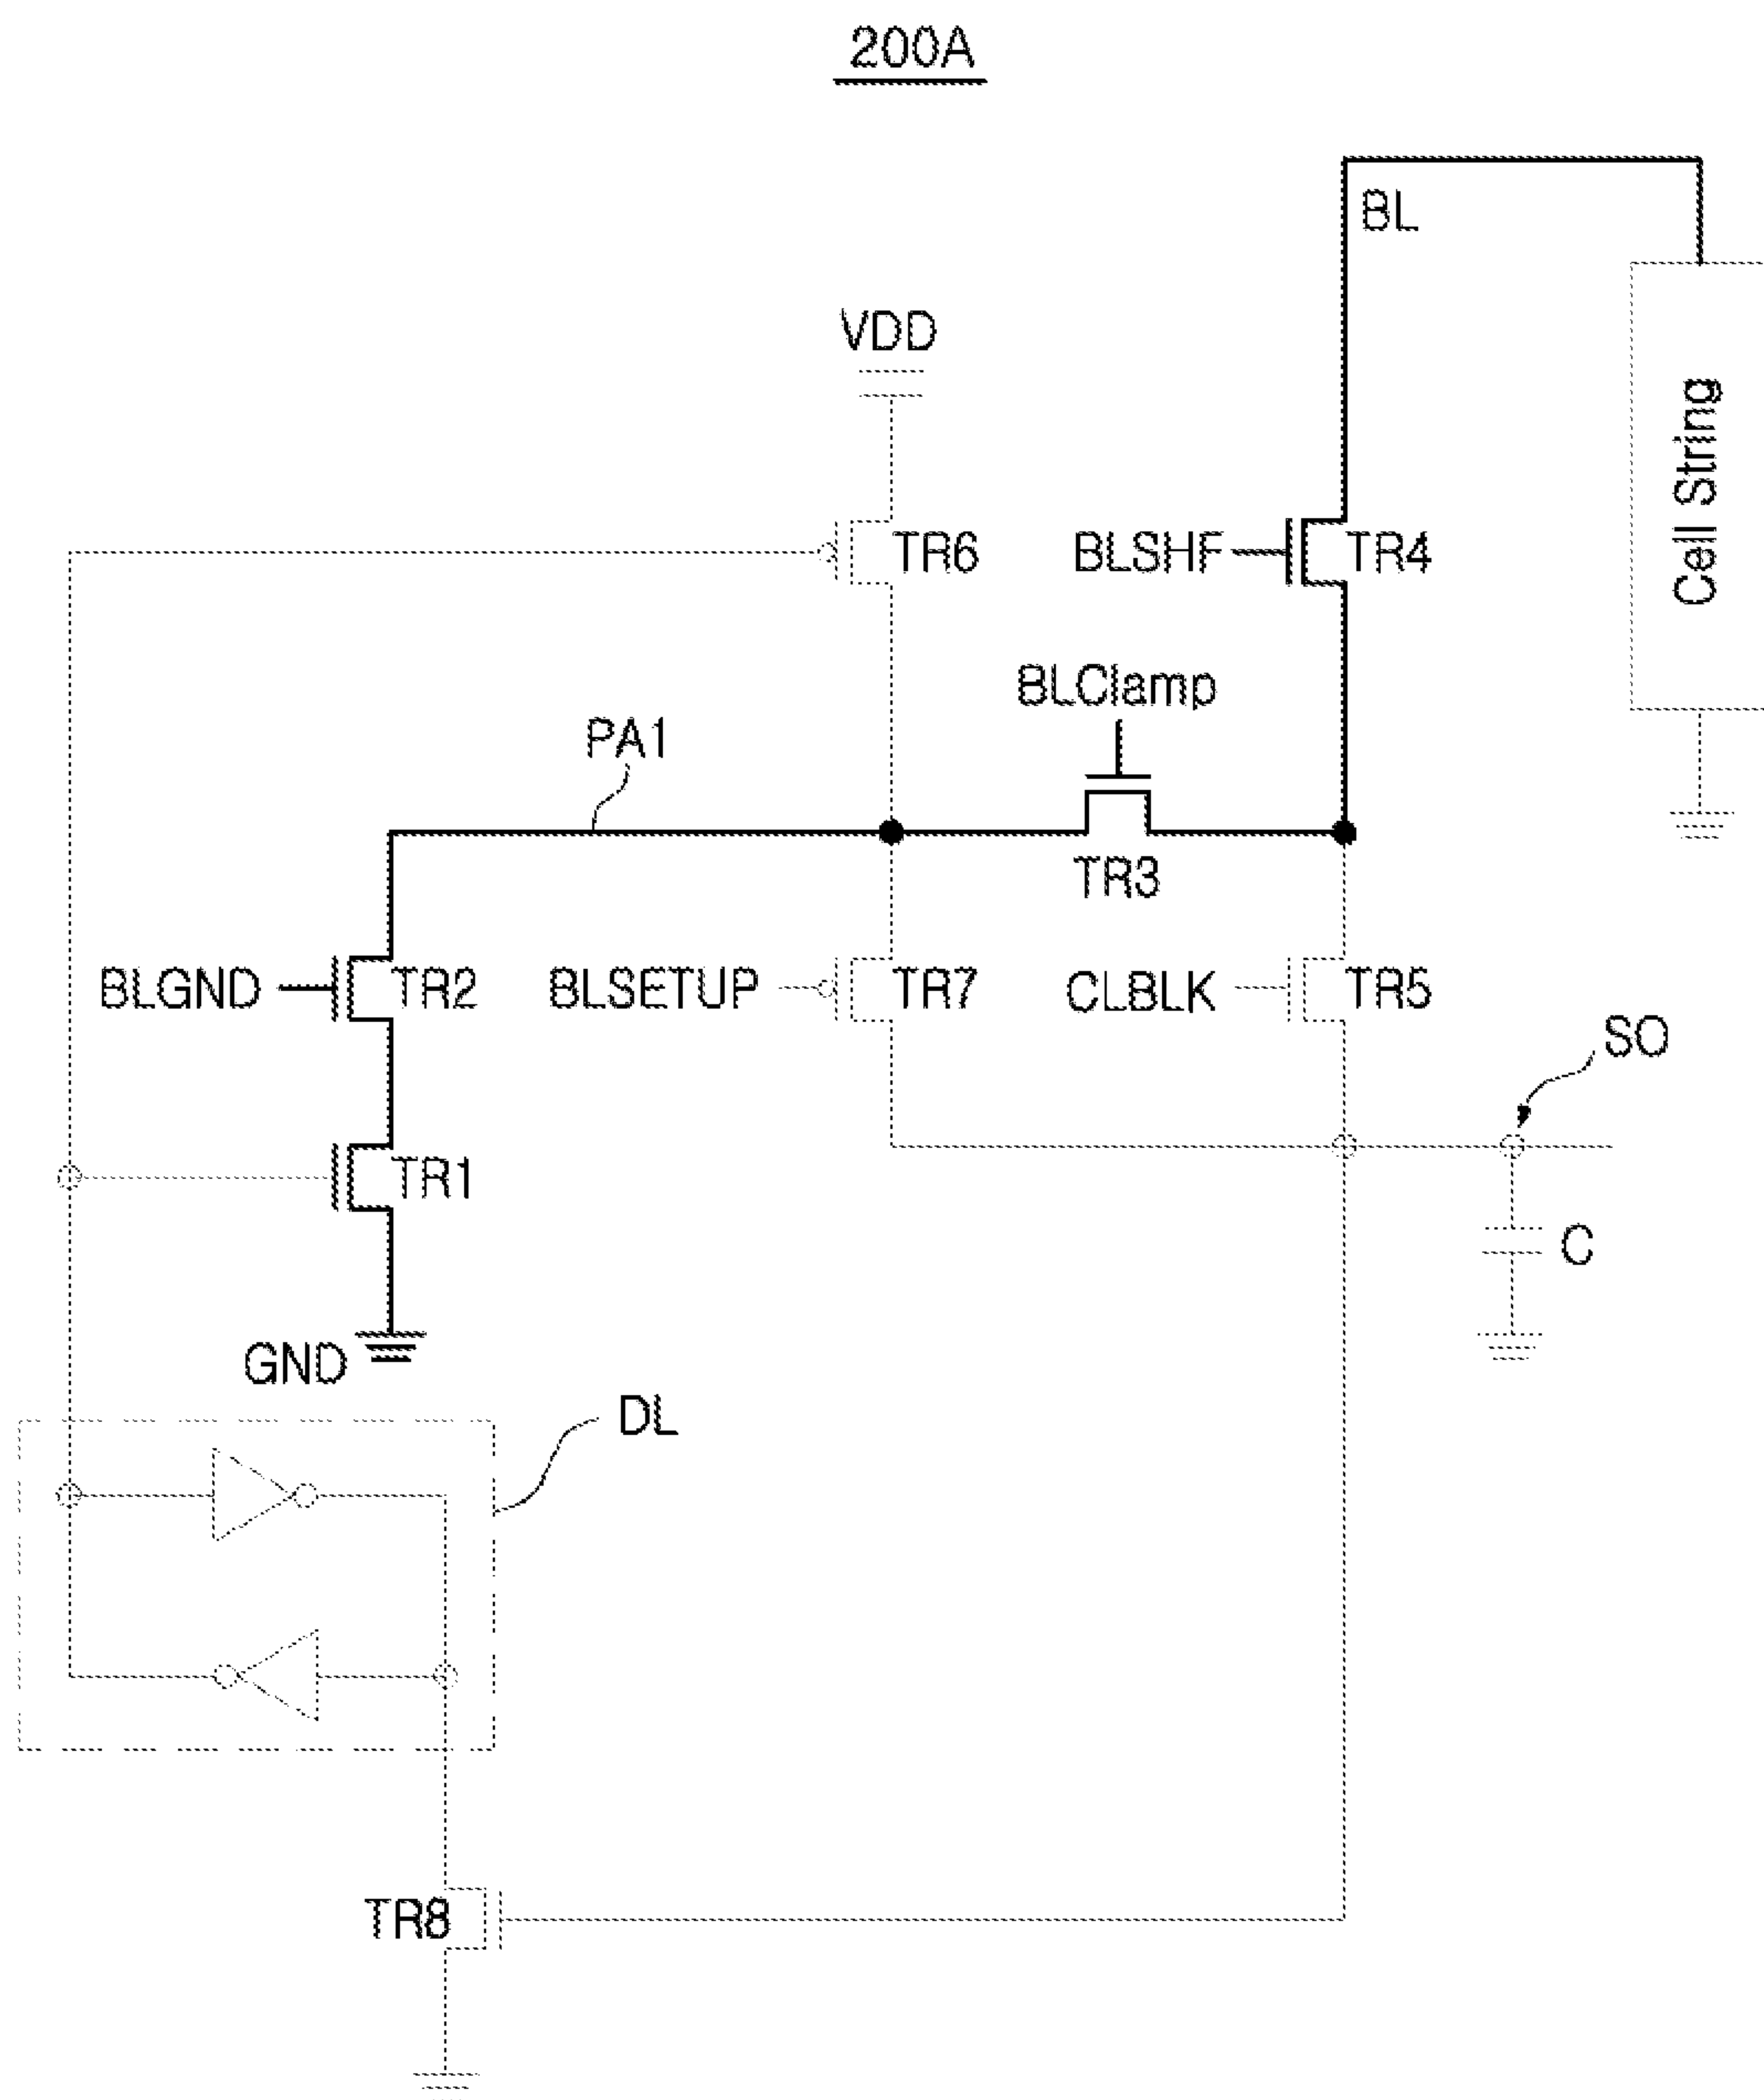 200A
BL
VDD
Cell String
TR6
BLSHF
TR4
BLClamp
PA1
TR3
BLGND
TR2
BLSETUP
TR7
CLBLK
TR5
SO
TR1
C
GND
DL
TR8